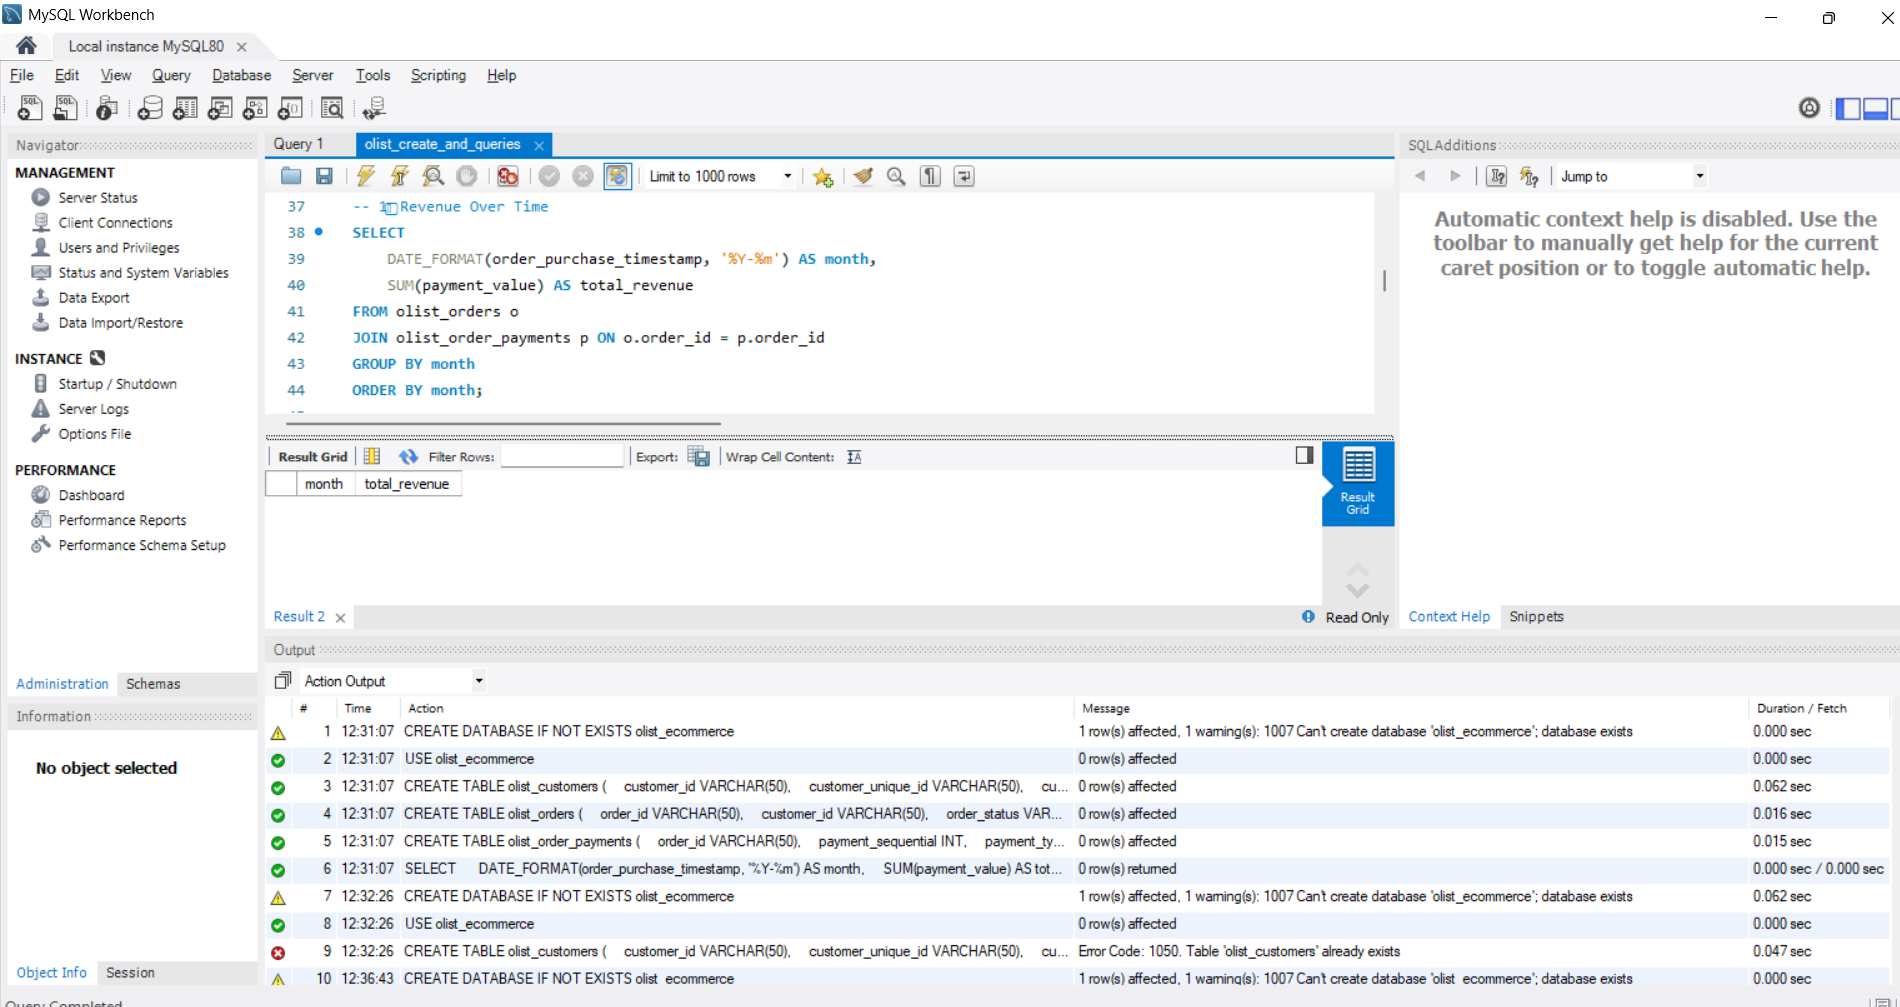 MySQL Workbench
Local instance MySQL80
File Edit View Query Database Server Tools Scripting Help
Navigator
MANAGEMENT
Server Status
Client Connections
Users and Privileges
Status and System Variables
Data Export
Data Import/Restore
INSTANCE
Startup / Shutdown
Server Logs
Options File
PERFORMANCE
Dashboard
Performance Reports
Performance Schema Setup
Administration Schemas
Information
No object selected
Object Info Session
Query 1 olist_create_and_queries
Limit to 1000 rows
37 -- 1 Revenue Over Time
38 SELECT
39 DATE_FORMAT(order_purchase_timestamp, '%Y-%m') AS month,
40 SUM(payment_value) AS total_revenue
41 FROM olist_orders o
42 JOIN olist_order_payments p ON o.order_id = p.order_id
43 GROUP BY month
44 ORDER BY month;
Result Grid Filter Rows: Export: Wrap Cell Content:
month total_revenue
Result
Grid
Result 2 Read Only
SQLAdditions
Jump to
Automatic context help is disabled. Use the
toolbar to manually get help for the current
caret position or to toggle automatic help.
Context Help Snippets
Output
Action Output
# Time Action Message Duration / Fetch
1 12:31:07 CREATE DATABASE IF NOT EXISTS olist_ecommerce 1 row(s) affected, 1 warning(s): 1007 Can't create database 'olist_ecommerce'; database exists 0.000 sec
2 12:31:07 USE olist_ecommerce 0 row(s) affected 0.000 sec
3 12:31:07 CREATE TABLE olist_customers ( customer_id VARCHAR(50), customer_unique_id VARCHAR(50), cu... 0 row(s) affected 0.062 sec
4 12:31:07 CREATE TABLE olist_orders ( order_id VARCHAR(50), customer_id VARCHAR(50), order_status VAR... 0 row(s) affected 0.016 sec
5 12:31:07 CREATE TABLE olist_order_payments ( order_id VARCHAR(50), payment_sequential INT, payment_ty... 0 row(s) affected 0.015 sec
6 12:31:07 SELECT DATE_FORMAT(order_purchase_timestamp, '%Y-%m') AS month, SUM(payment_value) AS tot... 0 row(s) returned 0.000 sec / 0.000 sec
7 12:32:26 CREATE DATABASE IF NOT EXISTS olist_ecommerce 1 row(s) affected, 1 warning(s): 1007 Can't create database 'olist_ecommerce'; database exists 0.062 sec
8 12:32:26 USE olist_ecommerce 0 row(s) affected 0.000 sec
9 12:32:26 CREATE TABLE olist_customers ( customer_id VARCHAR(50), customer_unique_id VARCHAR(50), cu... Error Code: 1050. Table 'olist_customers' already exists 0.047 sec
10 12:36:43 CREATE DATABASE IF NOT EXISTS olist_ecommerce 1 row(s) affected, 1 warning(s): 1007 Can't create database 'olist_ecommerce'; database exists 0.000 sec
Query Completed